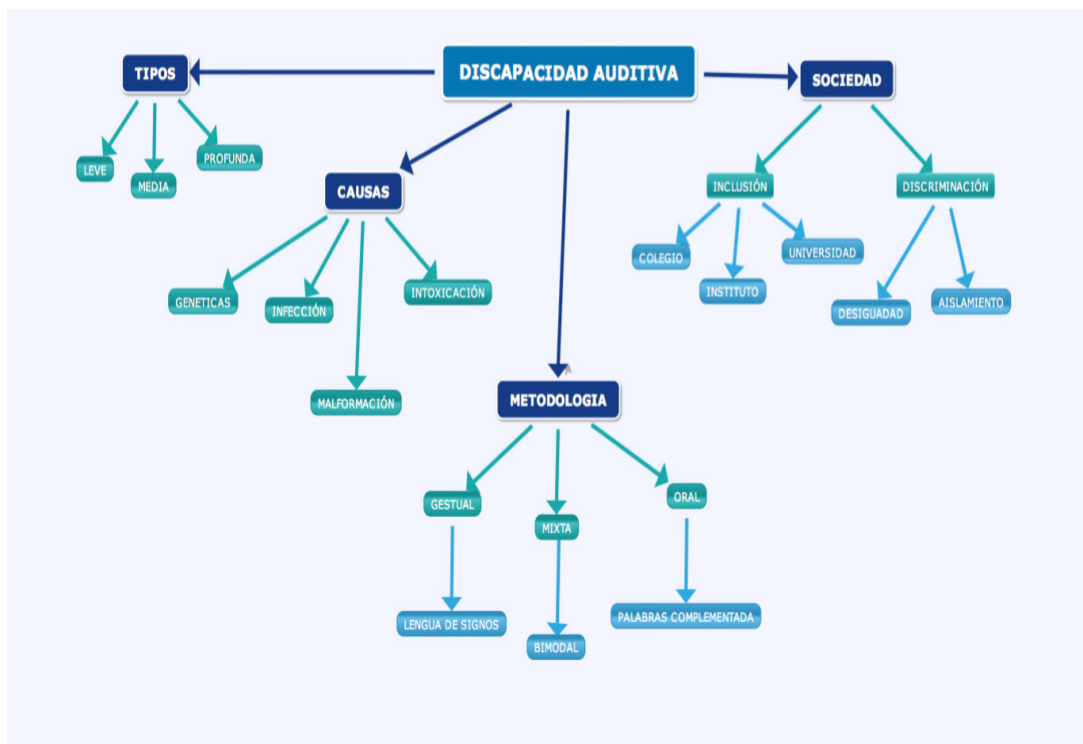 DISCAPACIDAD AUDITIVA
TIPOS
SOCIEDAD
LEVE
MEDIA
PROFUNDA
CAUSAS
GENETICAS
INFECCIÓN
MALFORMACIÓN
INTOXICACIÓN
INCLUSIÓN
DISCRIMINACIÓN
COLEGIO
INSTITUTO
UNIVERSIDAD
DESIGUADAD
AISLAMIENTO
METODOLOGIA
GESTUAL
MIXTA
ORAL
LENGUA DE SIGNOS
BIMODAL
PALABRAS COMPLEMENTADA